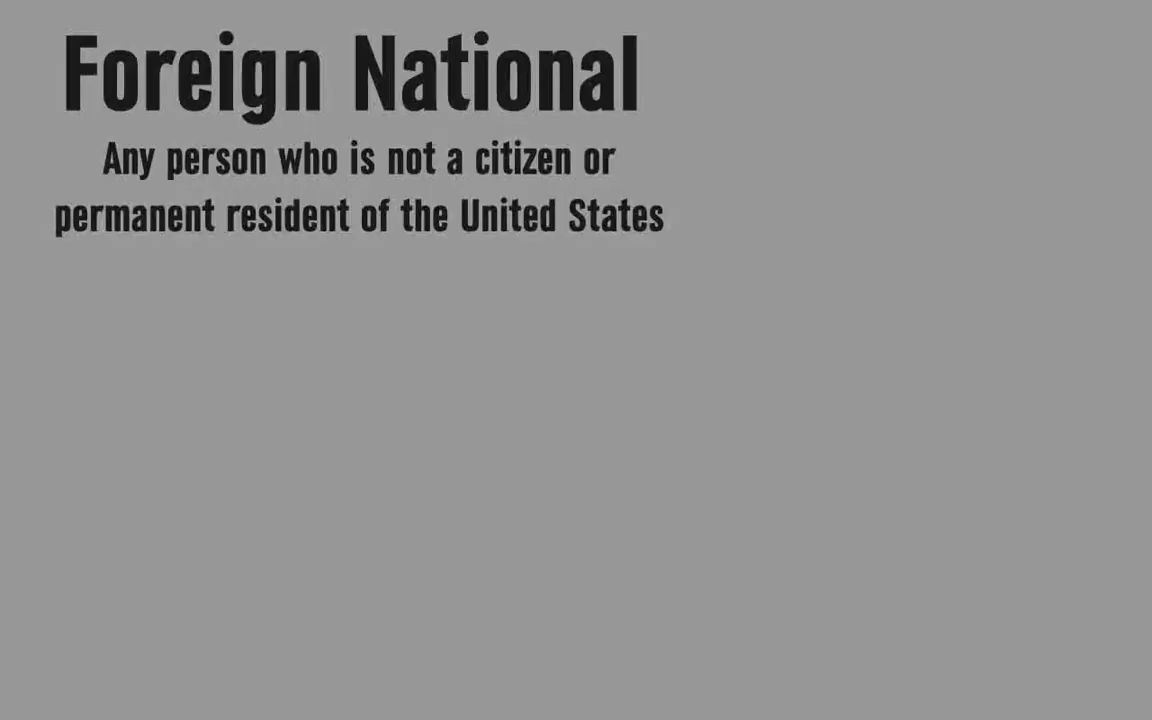 Foreign National
Any person who is not a citizen or
permanent resident of the United States